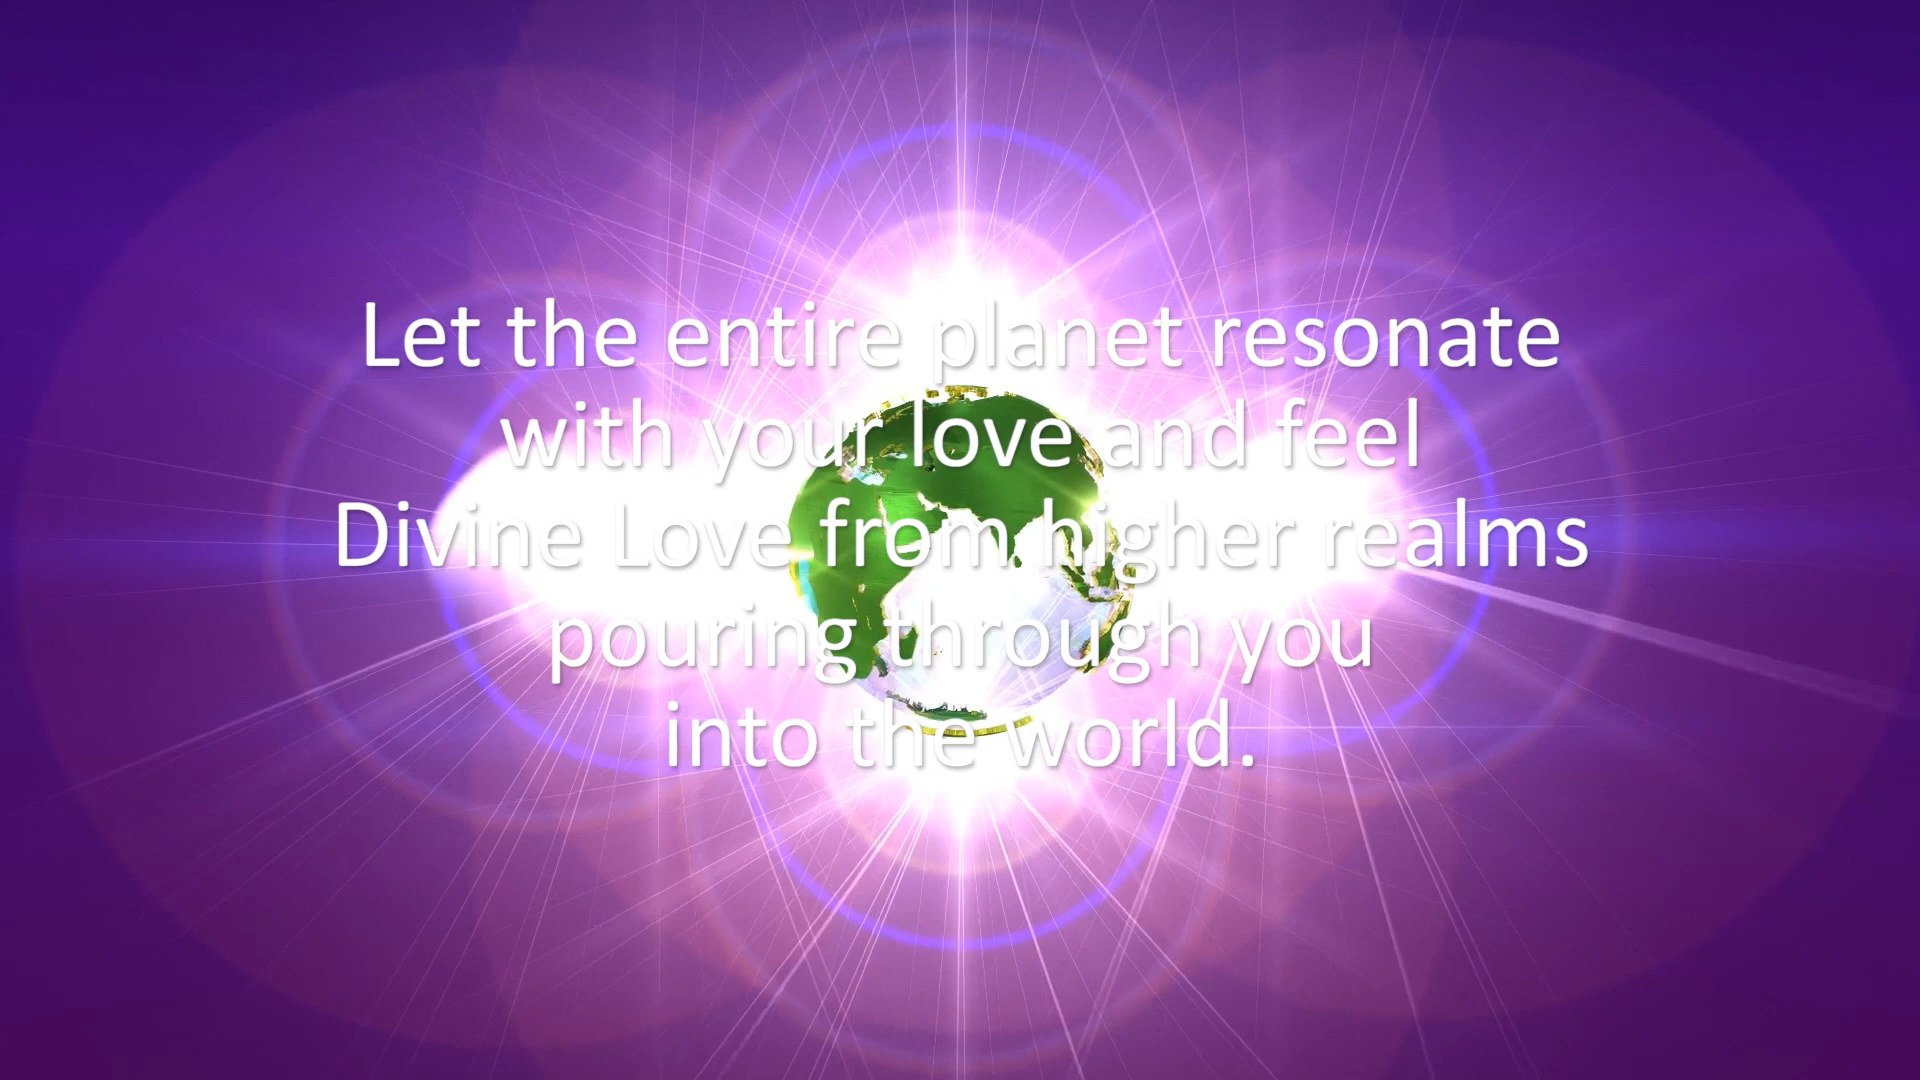 Let the entire planet resonate
with your love and feel
Divine Love from higher realms
pouring through you
into the world.